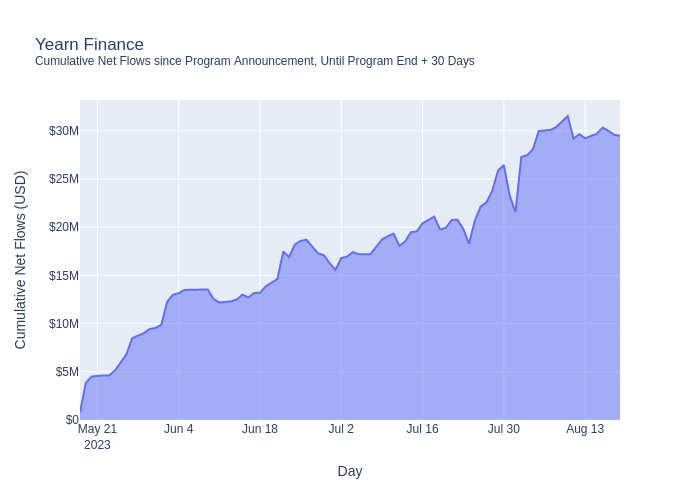 Yearn Finance
Cumulative Net Flows since Program Announcement, Until Program End + 30 Days
Cumulative Net Flows (USD)
$30M
$25M
$20M
$15M
$10M
$5M
$0
May 21 Jun 4 Jun 18 Jul 2 Jul 16 Jul 30 Aug 13
2023
Day